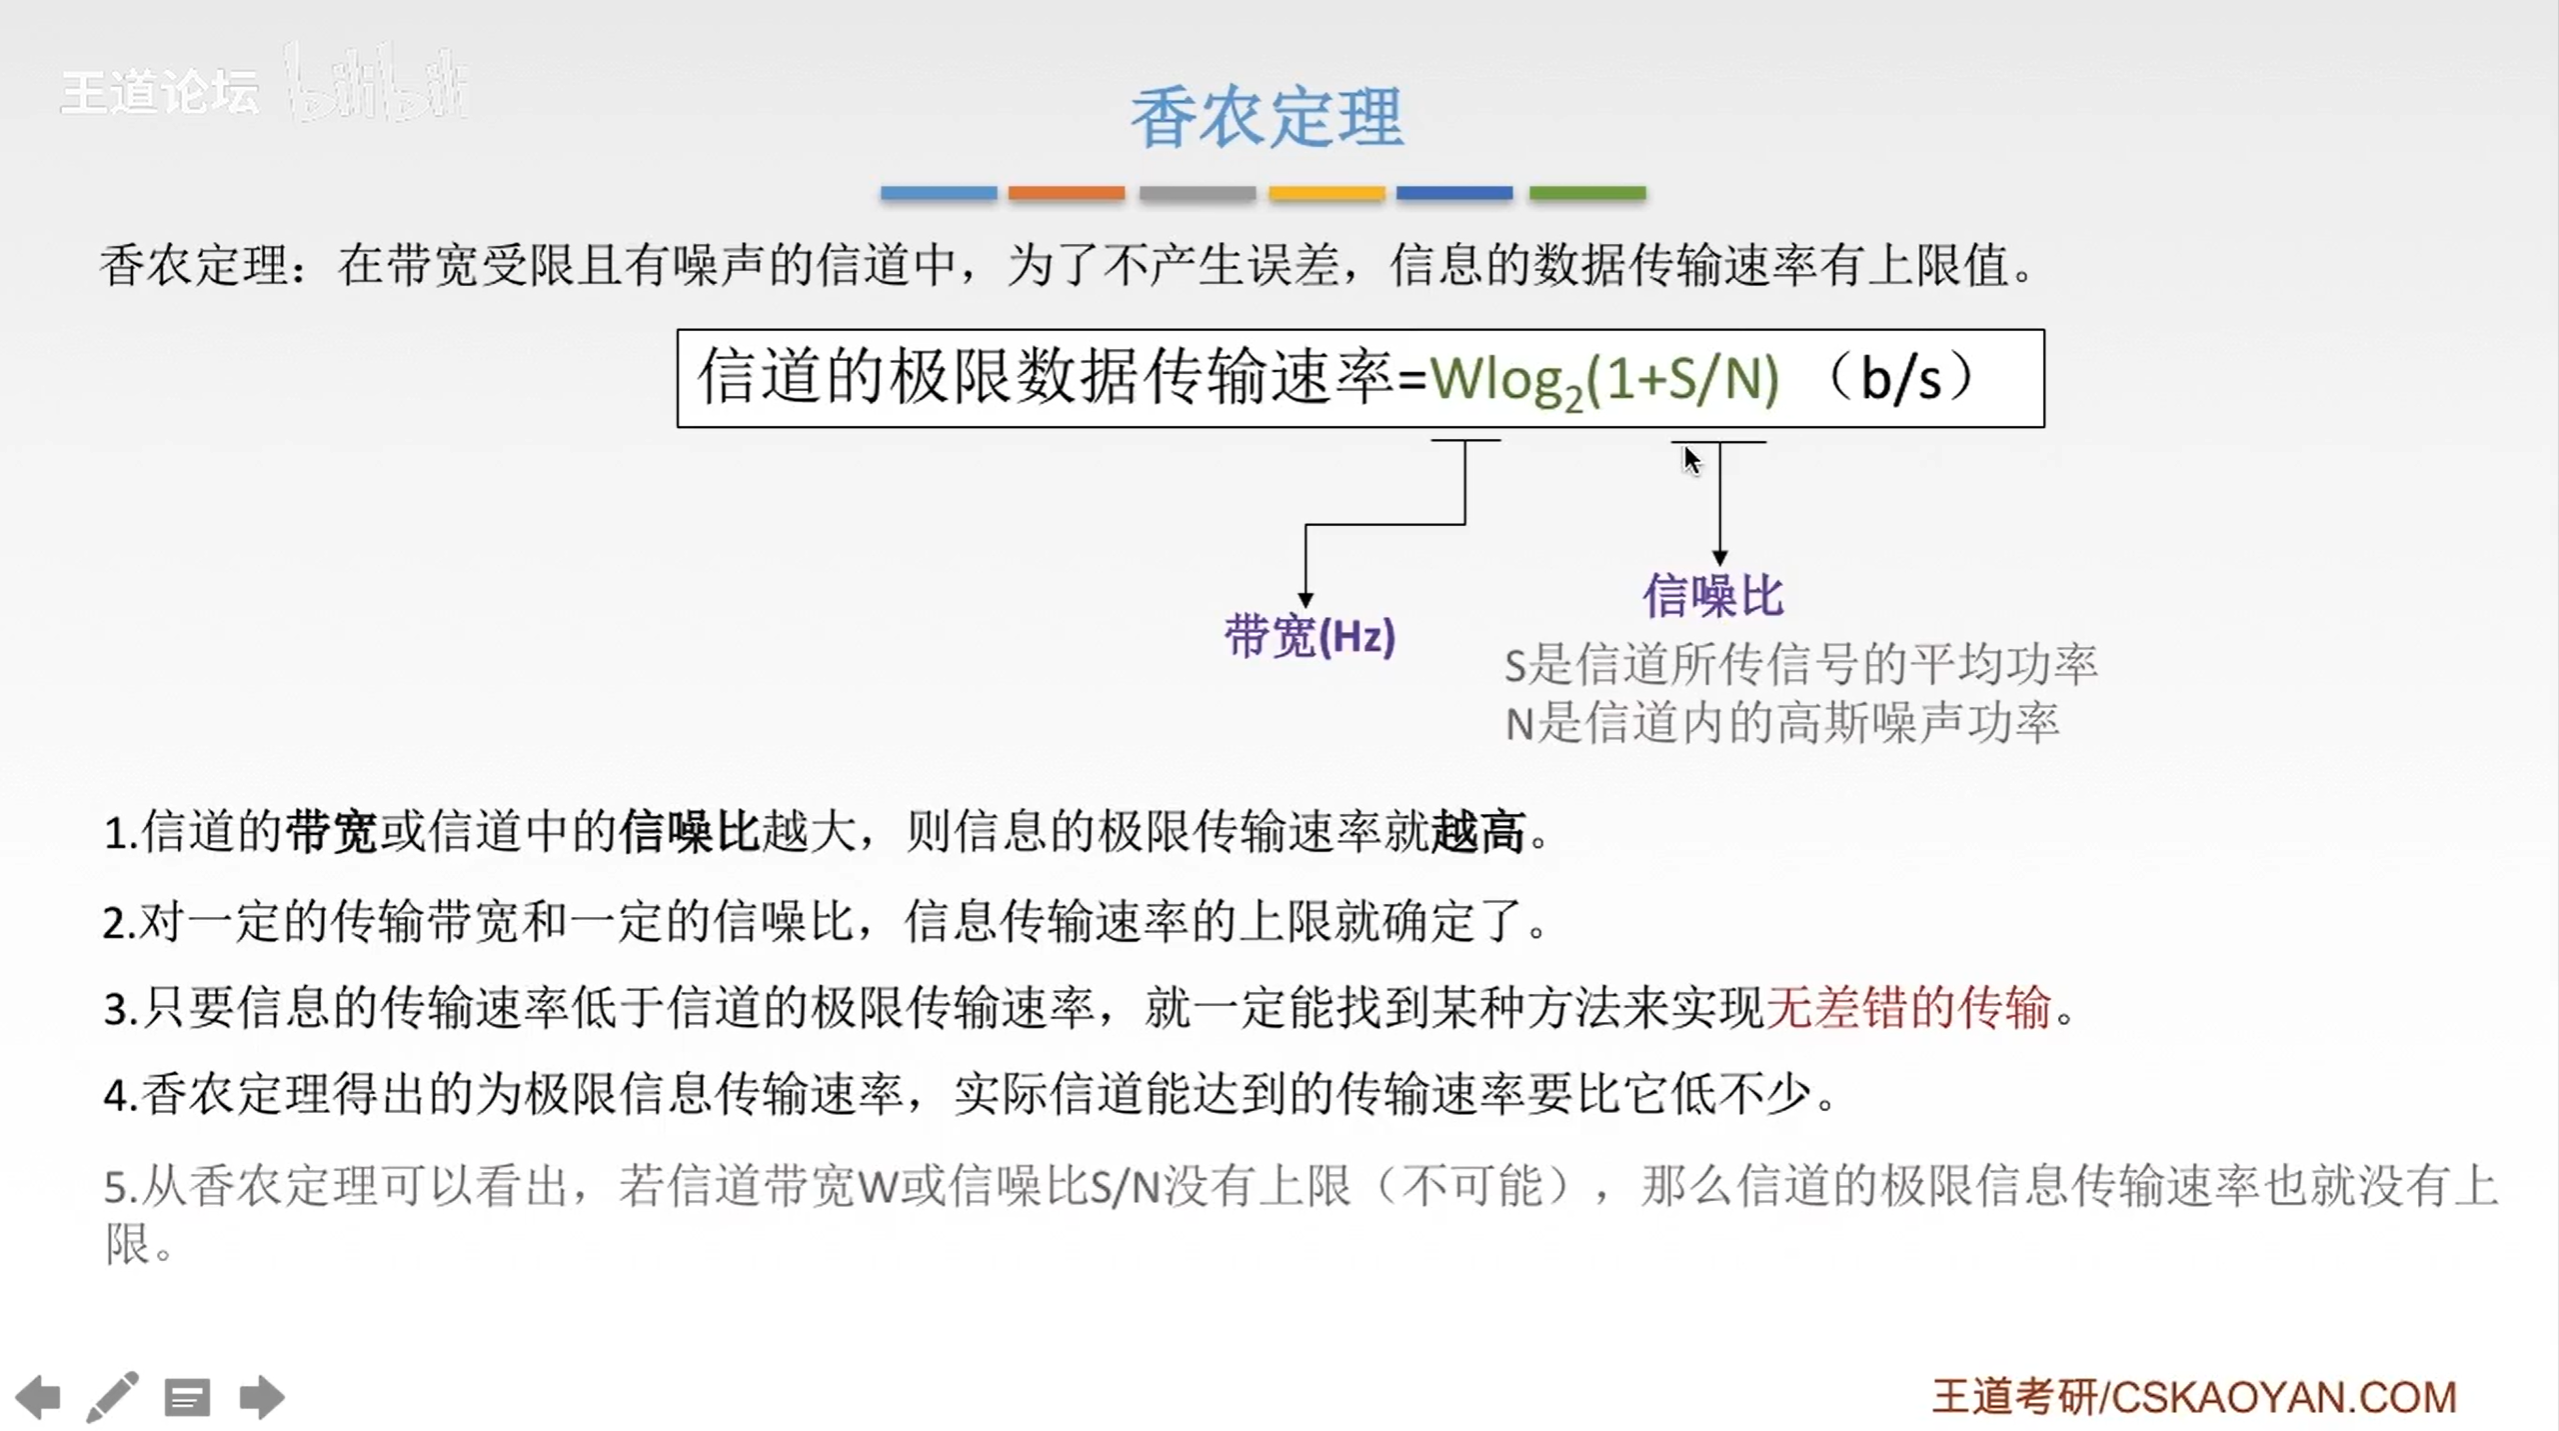 王道论坛 bilibili
香农定理
香农定理：在带宽受限且有噪声的信道中，为了不产生误差，信息的数据传输速率有上限值。
信道的极限数据传输速率=Wlog₂(1+S/N) （b/s）
信噪比
带宽(Hz)
S是信道所传信号的平均功率
N是信道内的高斯噪声功率
1.信道的带宽或信道中的信噪比越大，则信息的极限传输速率就越高。
2.对一定的传输带宽和一定的信噪比，信息传输速率的上限就确定了。
3.只要信息的传输速率低于信道的极限传输速率，就一定能找到某种方法来实现无差错的传输。
4.香农定理得出的为极限信息传输速率，实际信道能达到的传输速率要比它低不少。
5.从香农定理可以看出，若信道带宽W或信噪比S/N没有上限（不可能），那么信道的极限信息传输速率也就没有上
限。
王道考研/CSKAOYAN.COM